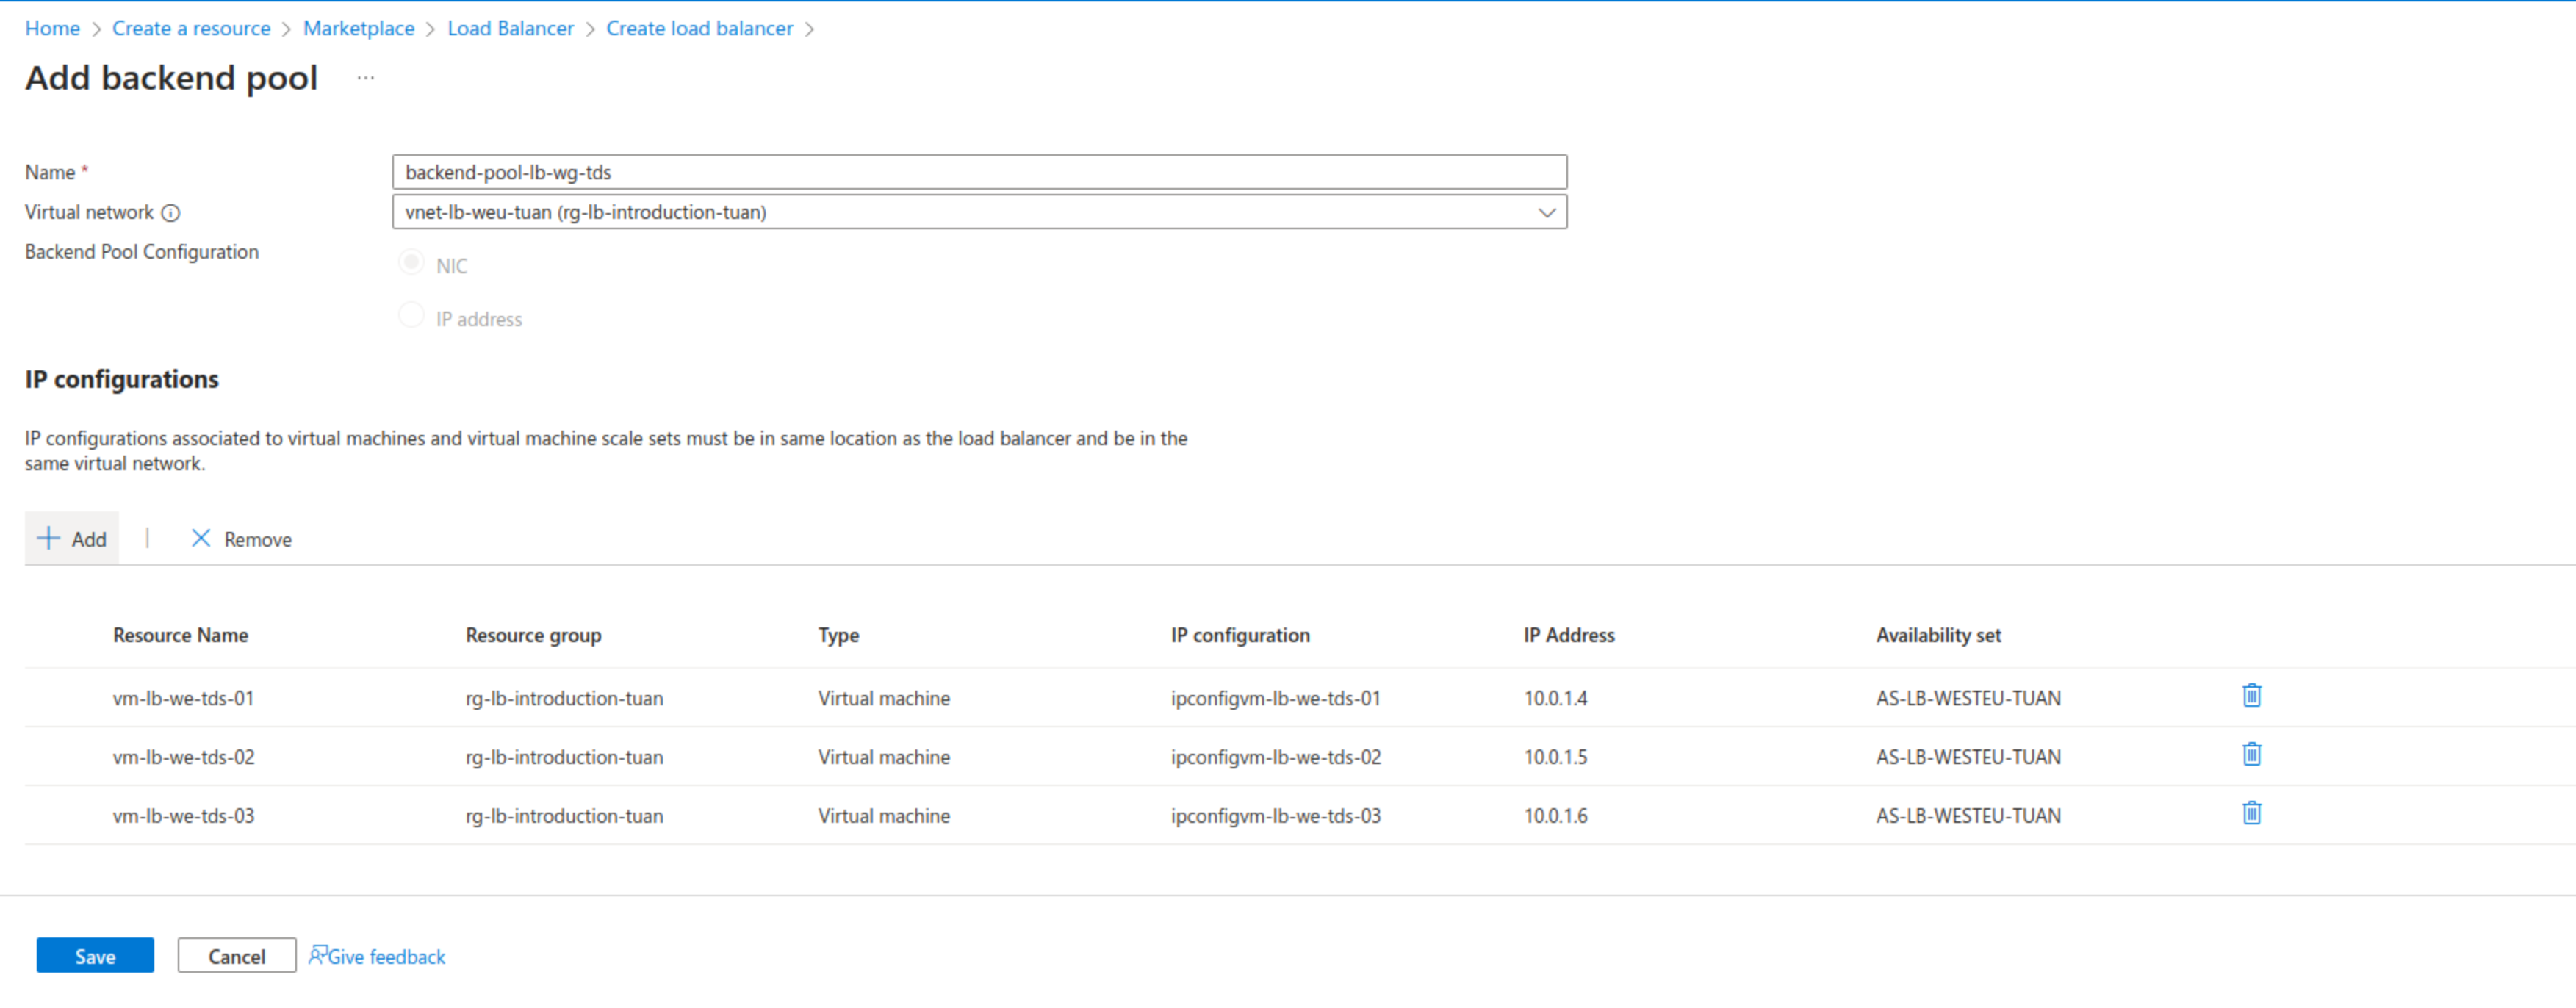 Home > Create a resource > Marketplace > Load Balancer > Create load balancer >
Add backend pool ...
Name * backend-pool-lb-wg-tds
Virtual network vnet-lb-weu-tuan (rg-lb-introduction-tuan)
Backend Pool Configuration
NIC
IP address
IP configurations
IP configurations associated to virtual machines and virtual machine scale sets must be in same location as the load balancer and be in the
same virtual network.
+ Add | Remove
Resource Name Resource group Type IP configuration IP Address Availability set
vm-lb-we-tds-01 rg-lb-introduction-tuan Virtual machine ipconfigvm-lb-we-tds-01 10.0.1.4 AS-LB-WESTEU-TUAN
vm-lb-we-tds-02 rg-lb-introduction-tuan Virtual machine ipconfigvm-lb-we-tds-02 10.0.1.5 AS-LB-WESTEU-TUAN
vm-lb-we-tds-03 rg-lb-introduction-tuan Virtual machine ipconfigvm-lb-we-tds-03 10.0.1.6 AS-LB-WESTEU-TUAN
Save Cancel Give feedback